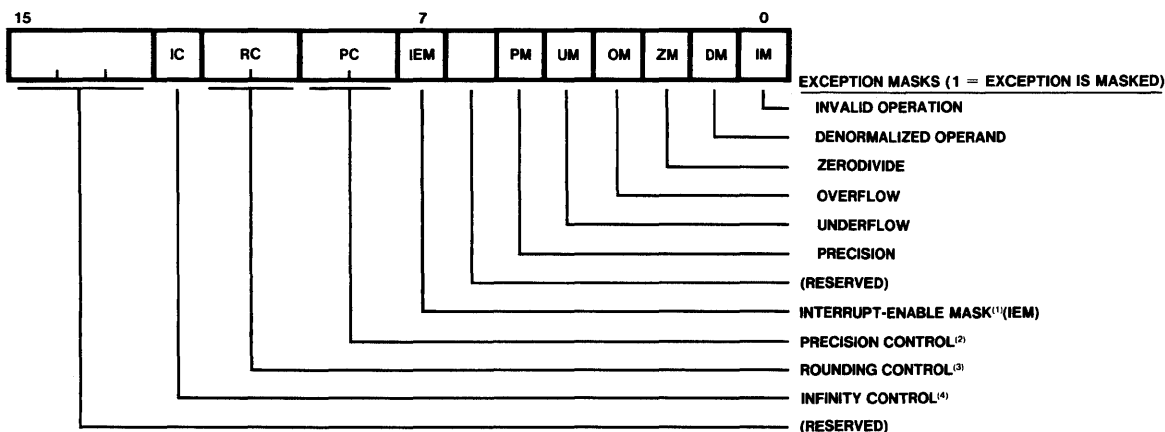 15 7 0
IC RC PC IEM PM UM OM ZM DM IM
EXCEPTION MASKS (1 = EXCEPTION IS MASKED)
INVALID OPERATION
DENORMALIZED OPERAND
ZERODIVIDE
OVERFLOW
UNDERFLOW
PRECISION
(RESERVED)
INTERRUPT-ENABLE MASK(1)(IEM)
PRECISION CONTROL(2)
ROUNDING CONTROL(3)
INFINITY CONTROL(4)
(RESERVED)